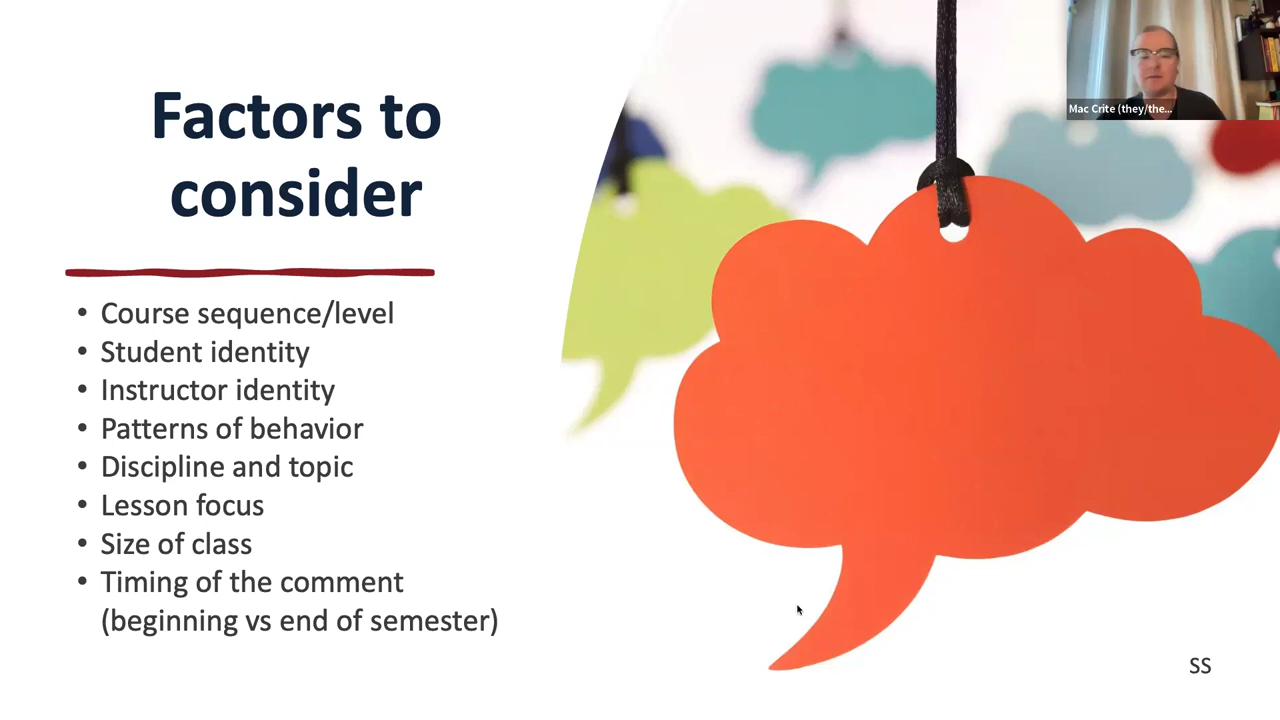 Factors to
consider
• Course sequence/level
• Student identity
• Instructor identity
• Patterns of behavior
• Discipline and topic
• Lesson focus
• Size of class
• Timing of the comment
(beginning vs end of semester)
Mac Crite (they/the...
SS